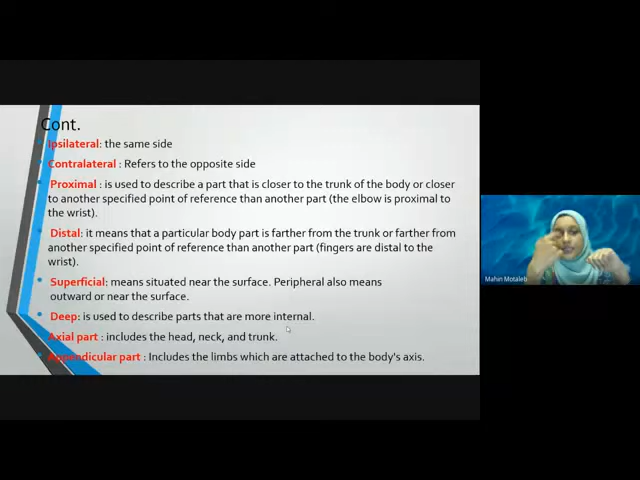 Cont.
Ipsilateral: the same side
Contralateral : Refers to the opposite side
Proximal : is used to describe a part that is closer to the trunk of the body or closer
to another specified point of reference than another part (the elbow is proximal to
the wrist).
Distal: it means that a particular body part is farther from the trunk or farther from
another specified point of reference than another part (fingers are distal to the
wrist).
Superficial: means situated near the surface. Peripheral also means
outward or near the surface.
Deep: is used to describe parts that are more internal.
Axial part : includes the head, neck, and trunk.
Appendicular part : Includes the limbs which are attached to the body's axis.
Mahin Motaleb